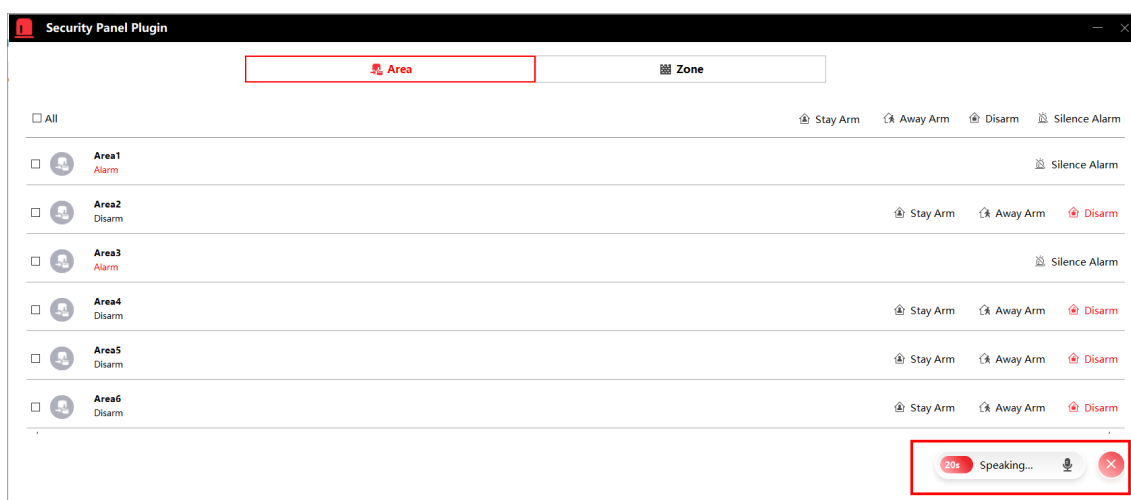 Security Panel Plugin
Area Zone
All Stay Arm Away Arm Disarm Silence Alarm
Area1
Alarm Silence Alarm
Area2
Disarm Stay Arm Away Arm Disarm
Area3
Alarm Silence Alarm
Area4
Disarm Stay Arm Away Arm Disarm
Area5
Disarm Stay Arm Away Arm Disarm
Area6
Disarm Stay Arm Away Arm Disarm
20s Speaking...